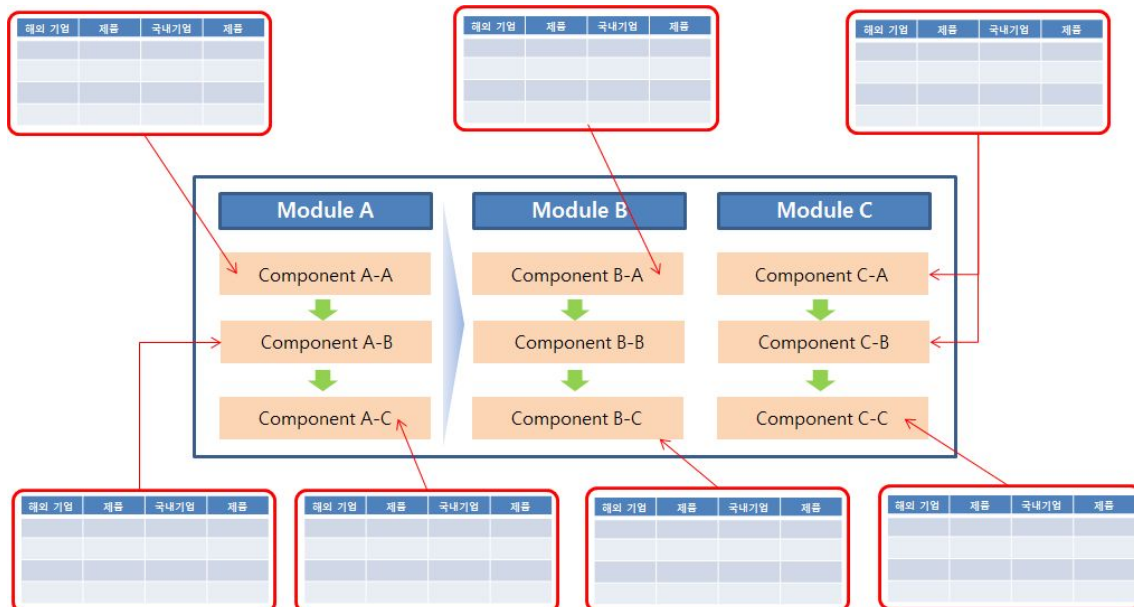 해외 기업 제품 국내기업 제품
해외 기업 제품 국내기업 제품
해외 기업 제품 국내기업 제품
Module A
Module B
Module C
Component A-A
Component B-A
Component C-A
Component A-B
Component B-B
Component C-B
Component A-C
Component B-C
Component C-C
해외 기업 제품 국내기업 제품
해외 기업 제품 국내기업 제품
해외 기업 제품 국내기업 제품
해외 기업 제품 국내기업 제품